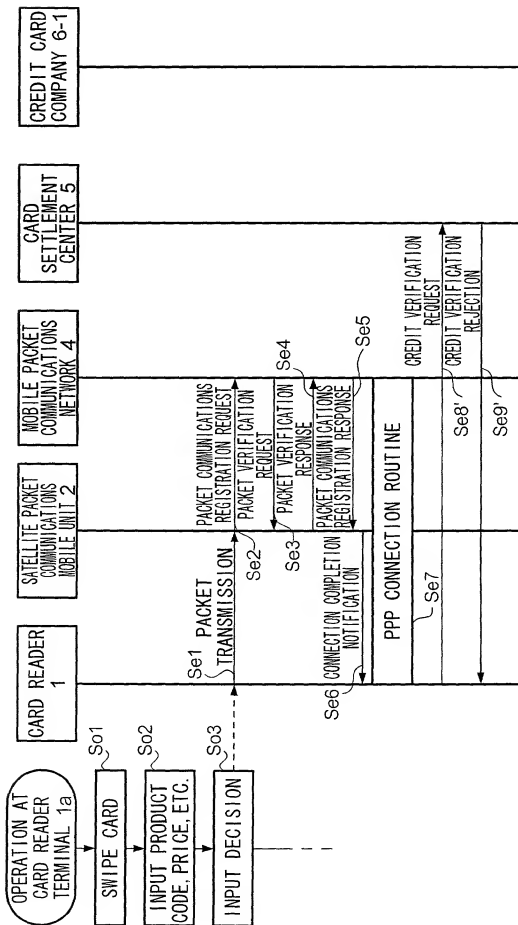 OPERATION AT
CARD READER
TERMINAL 1a
CARD READER
1
SATELLITE PACKET
COMMUNICATIONS
MOBILE UNIT 2
MOBILE PACKET
COMMUNICATIONS
NETWORK 4
CARD
SETTLEMENT
CENTER 5
CREDIT CARD
COMPANY 6-1
So1
SWIPE CARD
So2
INPUT PRODUCT
CODE, PRICE, ETC.
So3
INPUT DECISION
Se1
PACKET
TRANSMISSION
PACKET COMMUNICATIONS
REGISTRATION REQUEST
Se2
PACKET VERIFICATION
REQUEST
Se3
PACKET VERIFICATION
RESPONSE
Se4
PACKET COMMUNICATIONS
REGISTRATION RESPONSE
Se5
CONNECTION COMPLETION
NOTIFICATION
Se6
PPP CONNECTION ROUTINE
Se7
CREDIT VERIFICATION
REQUEST
Se8'
CREDIT VERIFICATION
REJECTION
Se9'